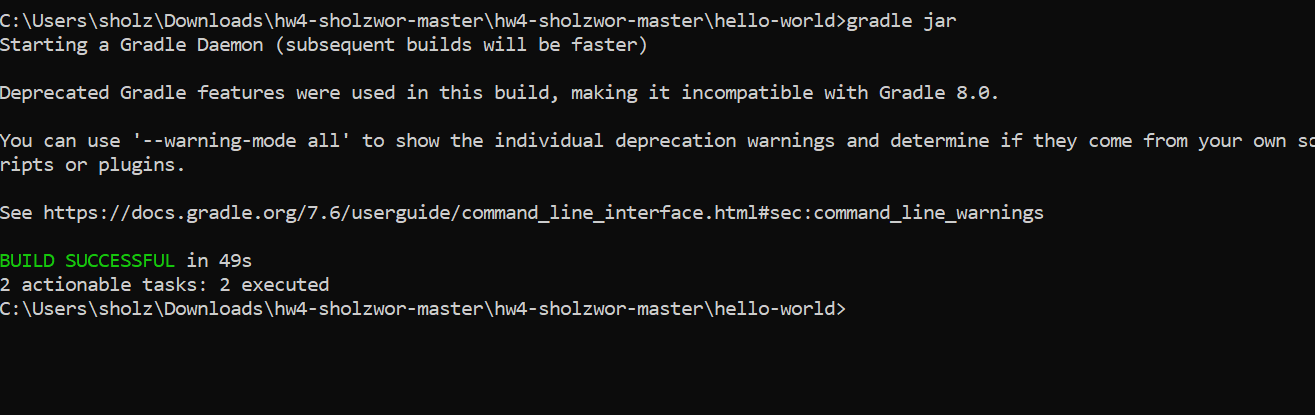 C:\Users\sholz\Downloads\hw4-sholzwor-master\hw4-sholzwor-master\hello-world>gradle jar
Starting a Gradle Daemon (subsequent builds will be faster)
Deprecated Gradle features were used in this build, making it incompatible with Gradle 8.0.
You can use '--warning-mode all' to show the individual deprecation warnings and determine if they come from your own sc
ripts or plugins.
See https://docs.gradle.org/7.6/userguide/command_line_interface.html#sec:command_line_warnings
BUILD SUCCESSFUL in 49s
2 actionable tasks: 2 executed
C:\Users\sholz\Downloads\hw4-sholzwor-master\hw4-sholzwor-master\hello-world>